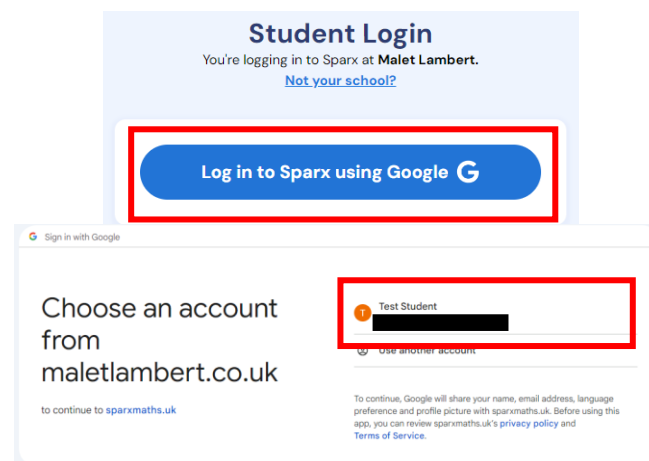 Student Login
You're logging in to Sparx at Malet Lambert.
Not your school?
Log in to Sparx using Google G
G Sign in with Google
Choose an account
from
maletlambert.co.uk
to continue to sparxmaths.uk
T Test Student
Use another account
To continue, Google will share your name, email address, language
preference and profile picture with sparxmaths.uk. Before using this
app, you can review sparxmaths.uk's privacy policy and
Terms of Service.